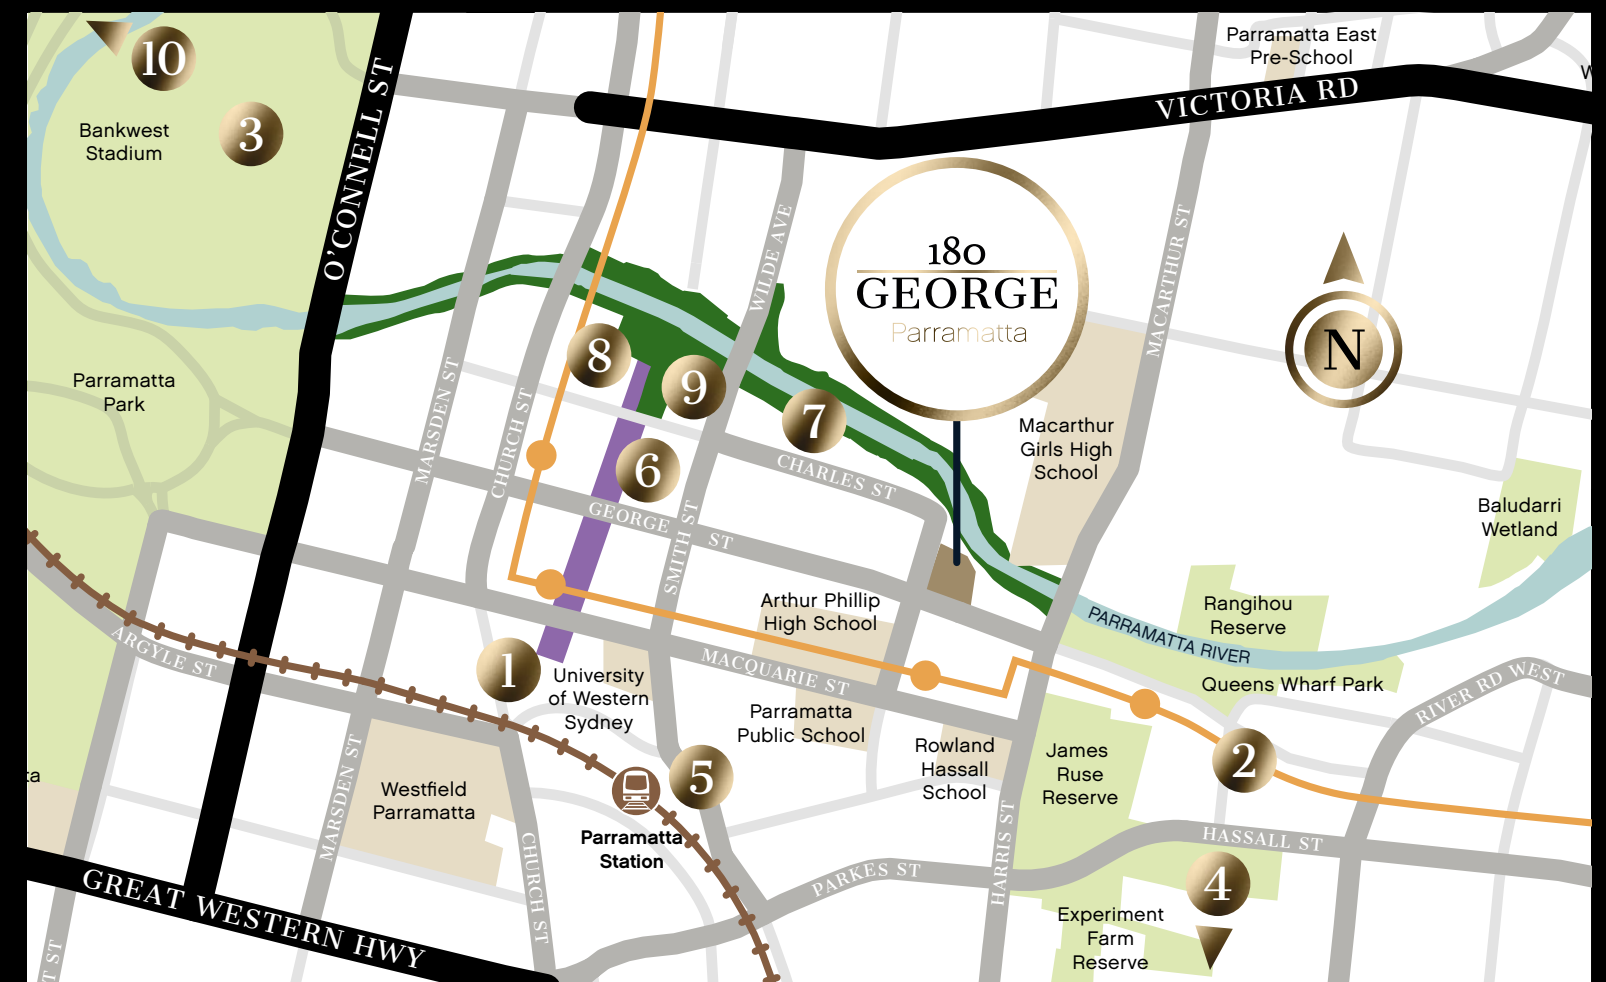 10
3
Bankwest
Stadium
O'CONNELL ST
Parramatta East
Pre-School
VICTORIA RD
W
180
GEORGE
Parramatta
WILDE AVE
MACARTHUR ST
N
Parramatta
Park
MARSDEN ST
CHURCH ST
8
9
7
6
CHARLES ST
GEORGE ST
SMITH ST
Macarthur
Girls High
School
Baludarri
Wetland
Rangihou
Reserve
PARRAMATTA RIVER
Queens Wharf Park
RIVER RD WEST
Arthur Phillip
High School
MACQUARIE ST
ARGYLE ST
1
University
of Western
Sydney
Parramatta
Public School
Rowland
Hassall
School
James
Ruse
Reserve
2
5
ta
Westfield
Parramatta
MARSDEN ST
Parramatta
Station
CHURCH ST
HARRIS ST
HASSALL ST
PARKES ST
4
Experiment
Farm
Reserve
GREAT WESTERN HWY
T ST